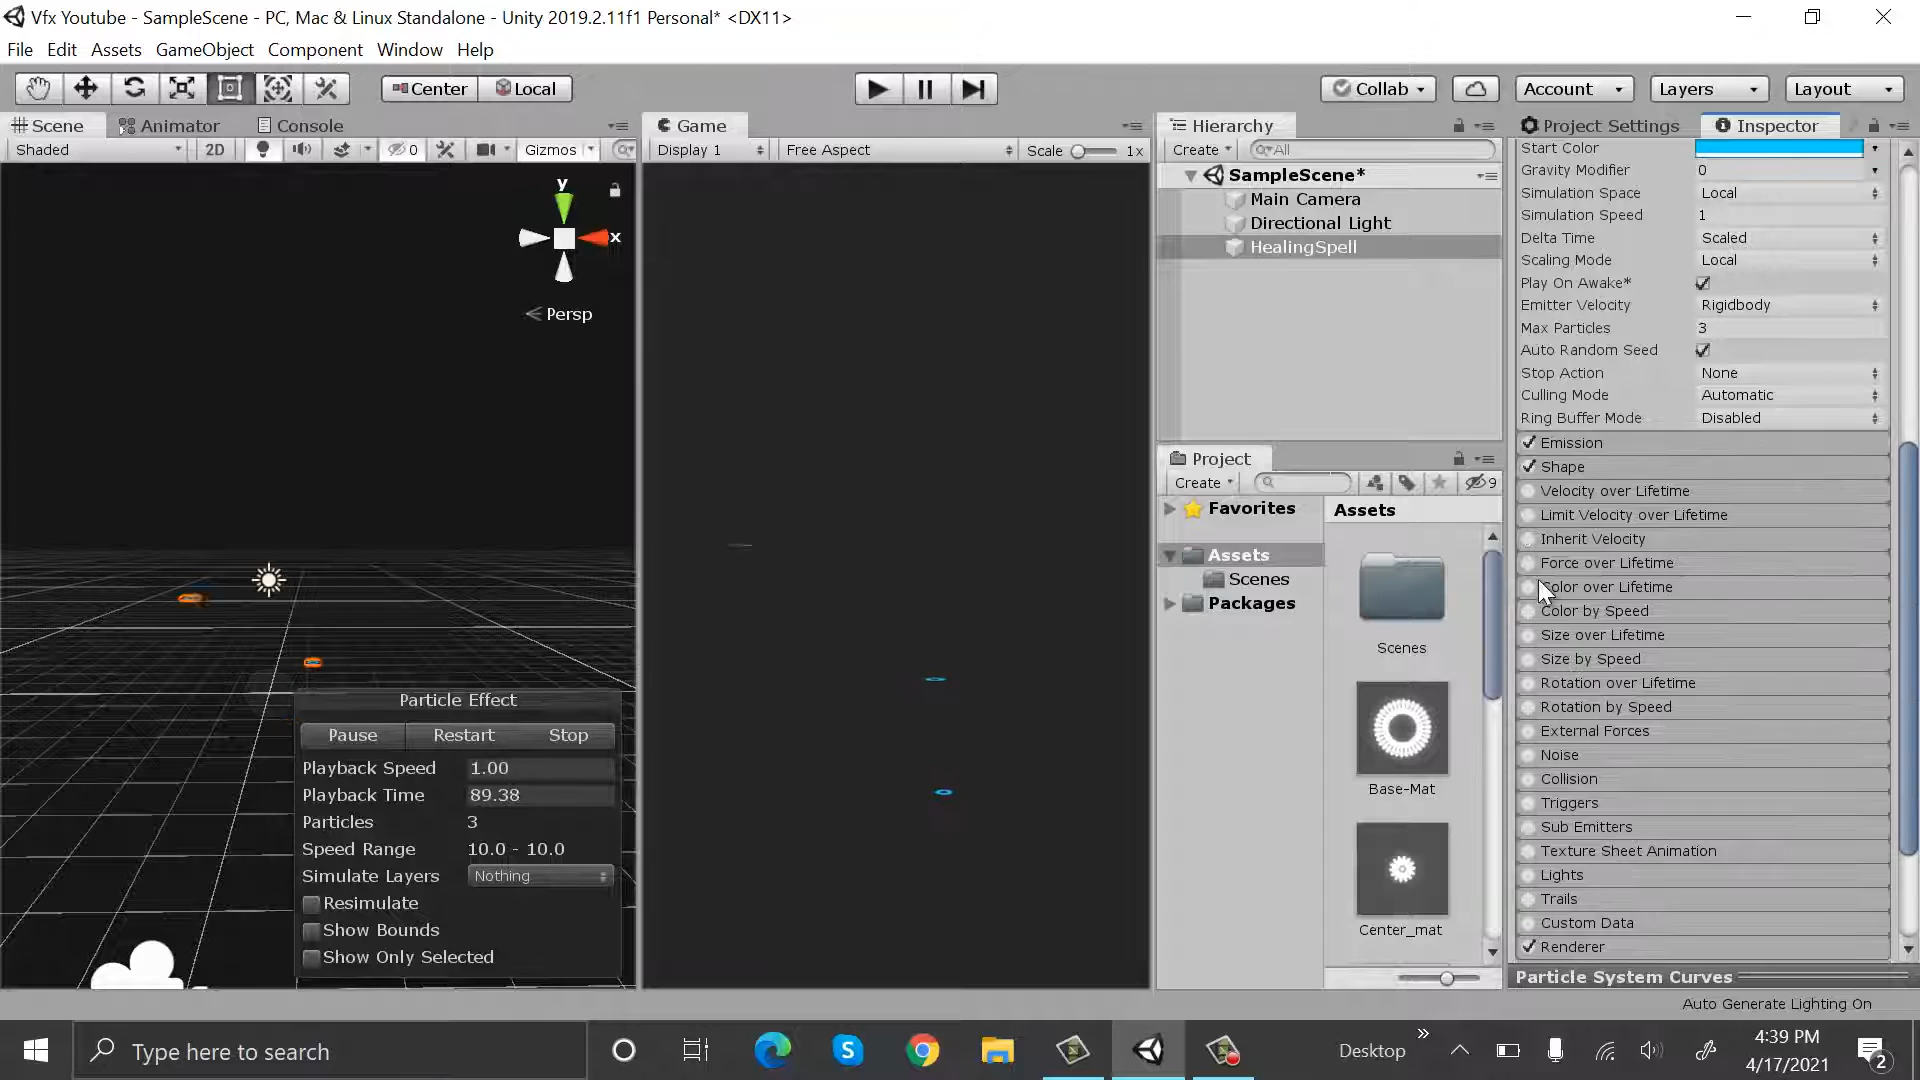 Vfx Youtube - SampleScene - PC, Mac & Linux Standalone - Unity 2019.2.11f1 Personal* <DX11>
File Edit Assets GameObject Component Window Help
Center Local Collab Account Layers Layout
Scene Animator Console
Shaded 2D 0 Gizmos
y
x
Persp
Particle Effect
Pause Restart Stop
Playback Speed 1.00
Playback Time 89.38
Particles 3
Speed Range 10.0 - 10.0
Simulate Layers Nothing
Resimulate
Show Bounds
Show Only Selected
Game
Display 1 Free Aspect Scale 1x
Hierarchy
Create All
SampleScene*
Main Camera
Directional Light
HealingSpell
Project
Create 9
Favorites
Assets
Scenes
Packages
Assets
Scenes
Base-Mat
Center_mat
Project Settings Inspector
Start Color
Gravity Modifier 0
Simulation Space Local
Simulation Speed 1
Delta Time Scaled
Scaling Mode Local
Play On Awake*
Emitter Velocity Rigidbody
Max Particles 3
Auto Random Seed
Stop Action None
Culling Mode Automatic
Ring Buffer Mode Disabled
Emission
Shape
Velocity over Lifetime
Limit Velocity over Lifetime
Inherit Velocity
Force over Lifetime
Color over Lifetime
Color by Speed
Size over Lifetime
Size by Speed
Rotation over Lifetime
Rotation by Speed
External Forces
Noise
Collision
Triggers
Sub Emitters
Texture Sheet Animation
Lights
Trails
Custom Data
Renderer
Particle System Curves
Auto Generate Lighting On
Type here to search
Desktop
4:39 PM
4/17/2021
2